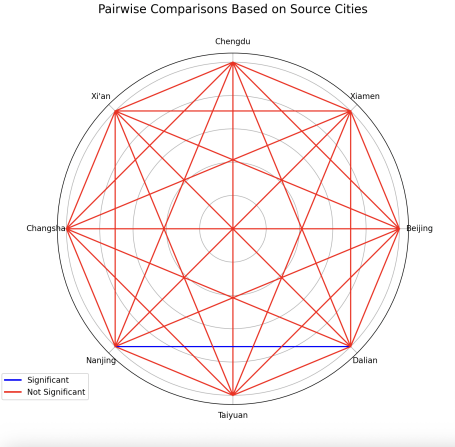 Pairwise Comparisons Based on Source Cities
Chengdu
Xi'an
Xiamen
Changsha
Beijing
Nanjing
Dalian
Taiyuan
Significant
Not Significant